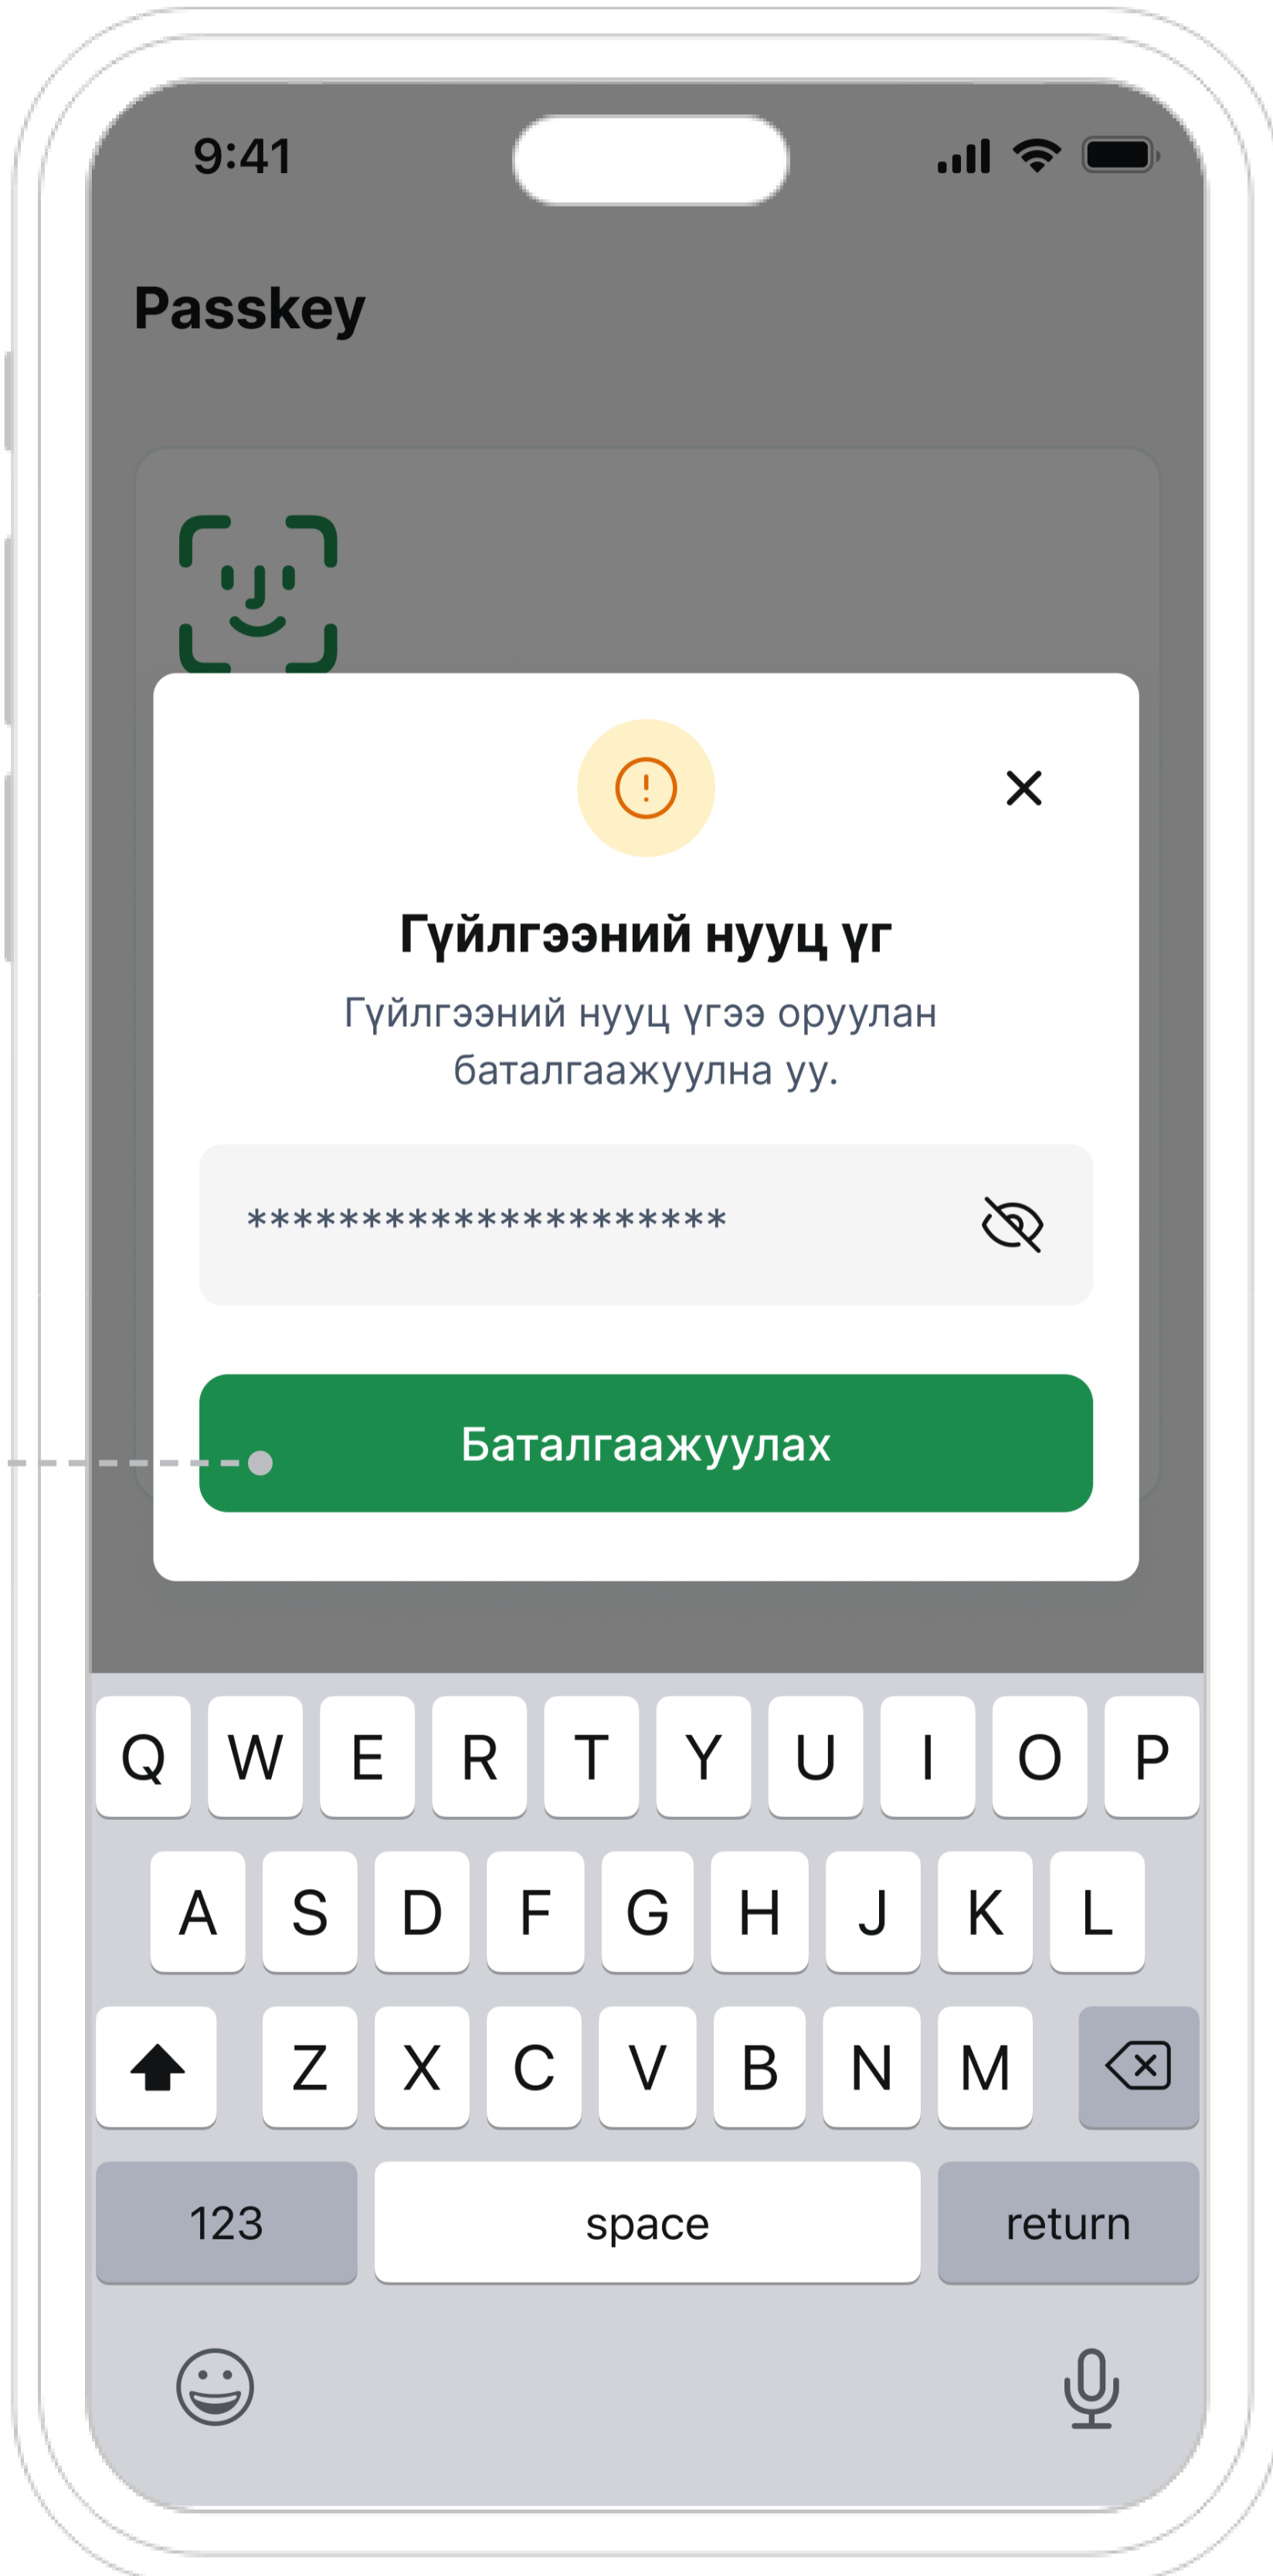 9:41
Passkey
Гүйлгээний нууц үг
Гүйлгээний нууц үгээ оруулан
баталгаажуулна уу.
*********************
Баталгаажуулах
Q W E R T Y U I O P
A S D F G H J K L
Z X C V B N M
123 space return